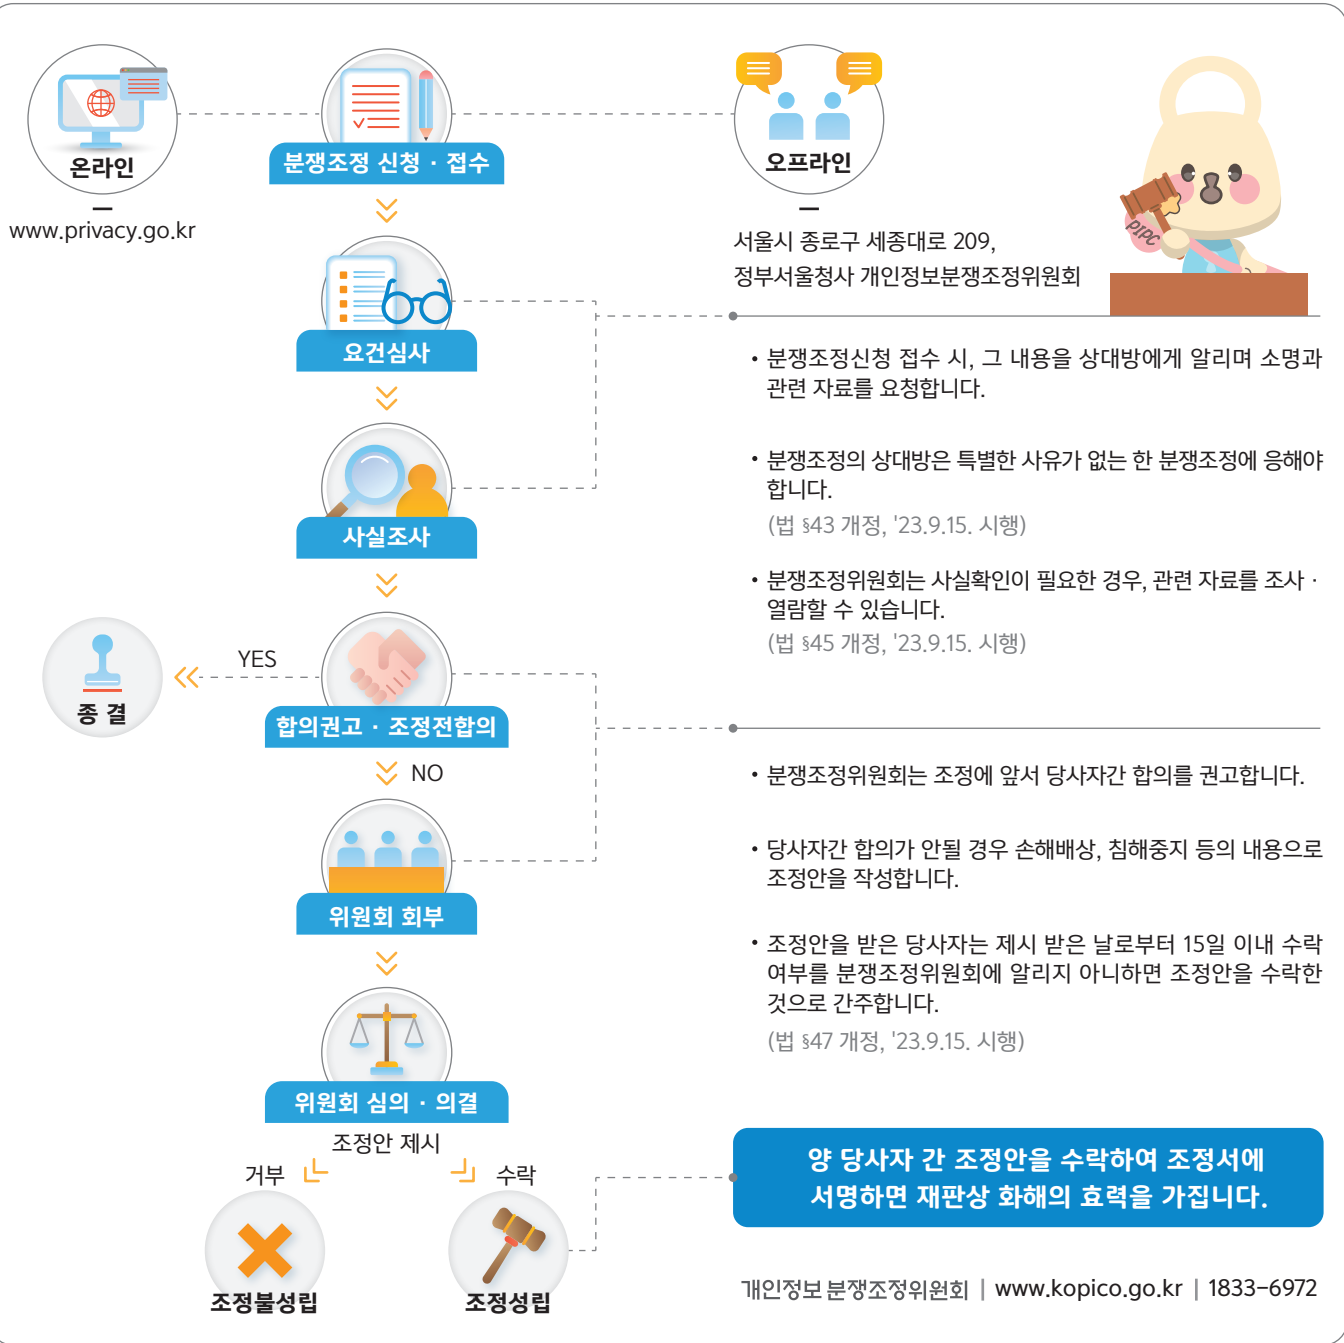 온라인
www.privacy.go.kr
분쟁조정 신청 · 접수
오프라인
서울시 종로구 세종대로 209,
정부서울청사 개인정보분쟁조정위원회
PIPC
요건심사
사실조사
• 분쟁조정신청 접수 시, 그 내용을 상대방에게 알리며 소명과
관련 자료를 요청합니다.
• 분쟁조정의 상대방은 특별한 사유가 없는 한 분쟁조정에 응해야
합니다.
(법 §43 개정, '23.9.15. 시행)
• 분쟁조정위원회는 사실확인이 필요한 경우, 관련 자료를 조사 ·
열람할 수 있습니다.
(법 §45 개정, '23.9.15. 시행)
종 결
YES
합의권고 · 조정전합의
NO
위원회 회부
• 분쟁조정위원회는 조정에 앞서 당사자간 합의를 권고합니다.
• 당사자간 합의가 안될 경우 손해배상, 침해중지 등의 내용으로
조정안을 작성합니다.
• 조정안을 받은 당사자는 제시 받은 날로부터 15일 이내 수락
여부를 분쟁조정위원회에 알리지 아니하면 조정안을 수락한
것으로 간주합니다.
(법 §47 개정, '23.9.15. 시행)
위원회 심의 · 의결
조정안 제시
거부
수락
조정불성립
조정성립
양 당사자 간 조정안을 수락하여 조정서에
서명하면 재판상 화해의 효력을 가집니다.
개인정보 분쟁조정위원회 | www.kopico.go.kr | 1833-6972